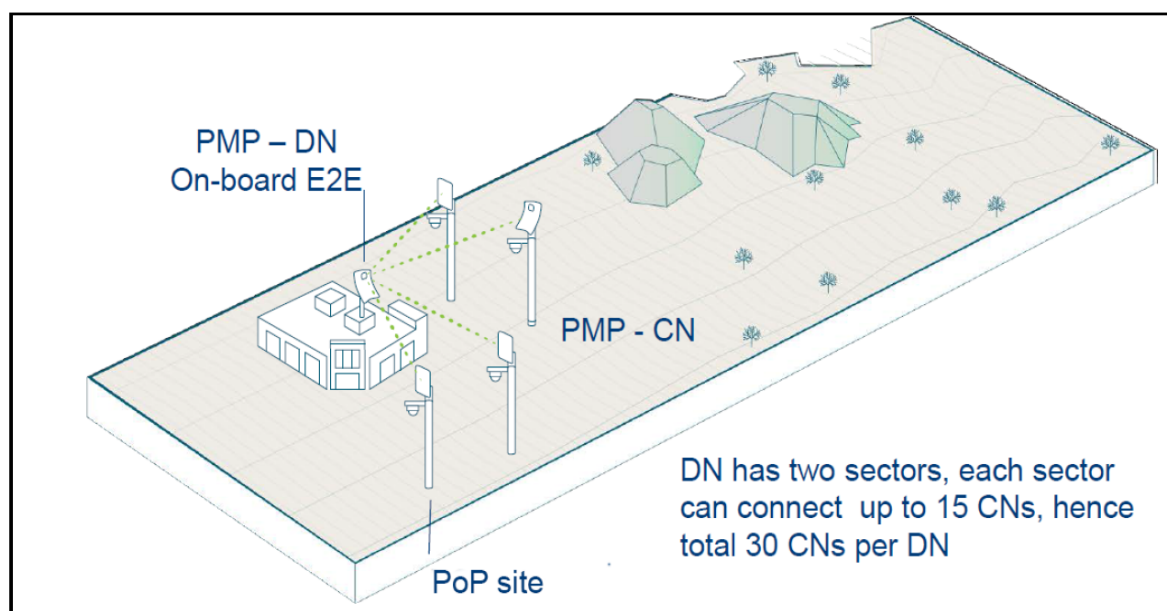 PMP – DN
On-board E2E
PMP - CN
DN has two sectors, each sector
can connect up to 15 CNs, hence
total 30 CNs per DN
PoP site